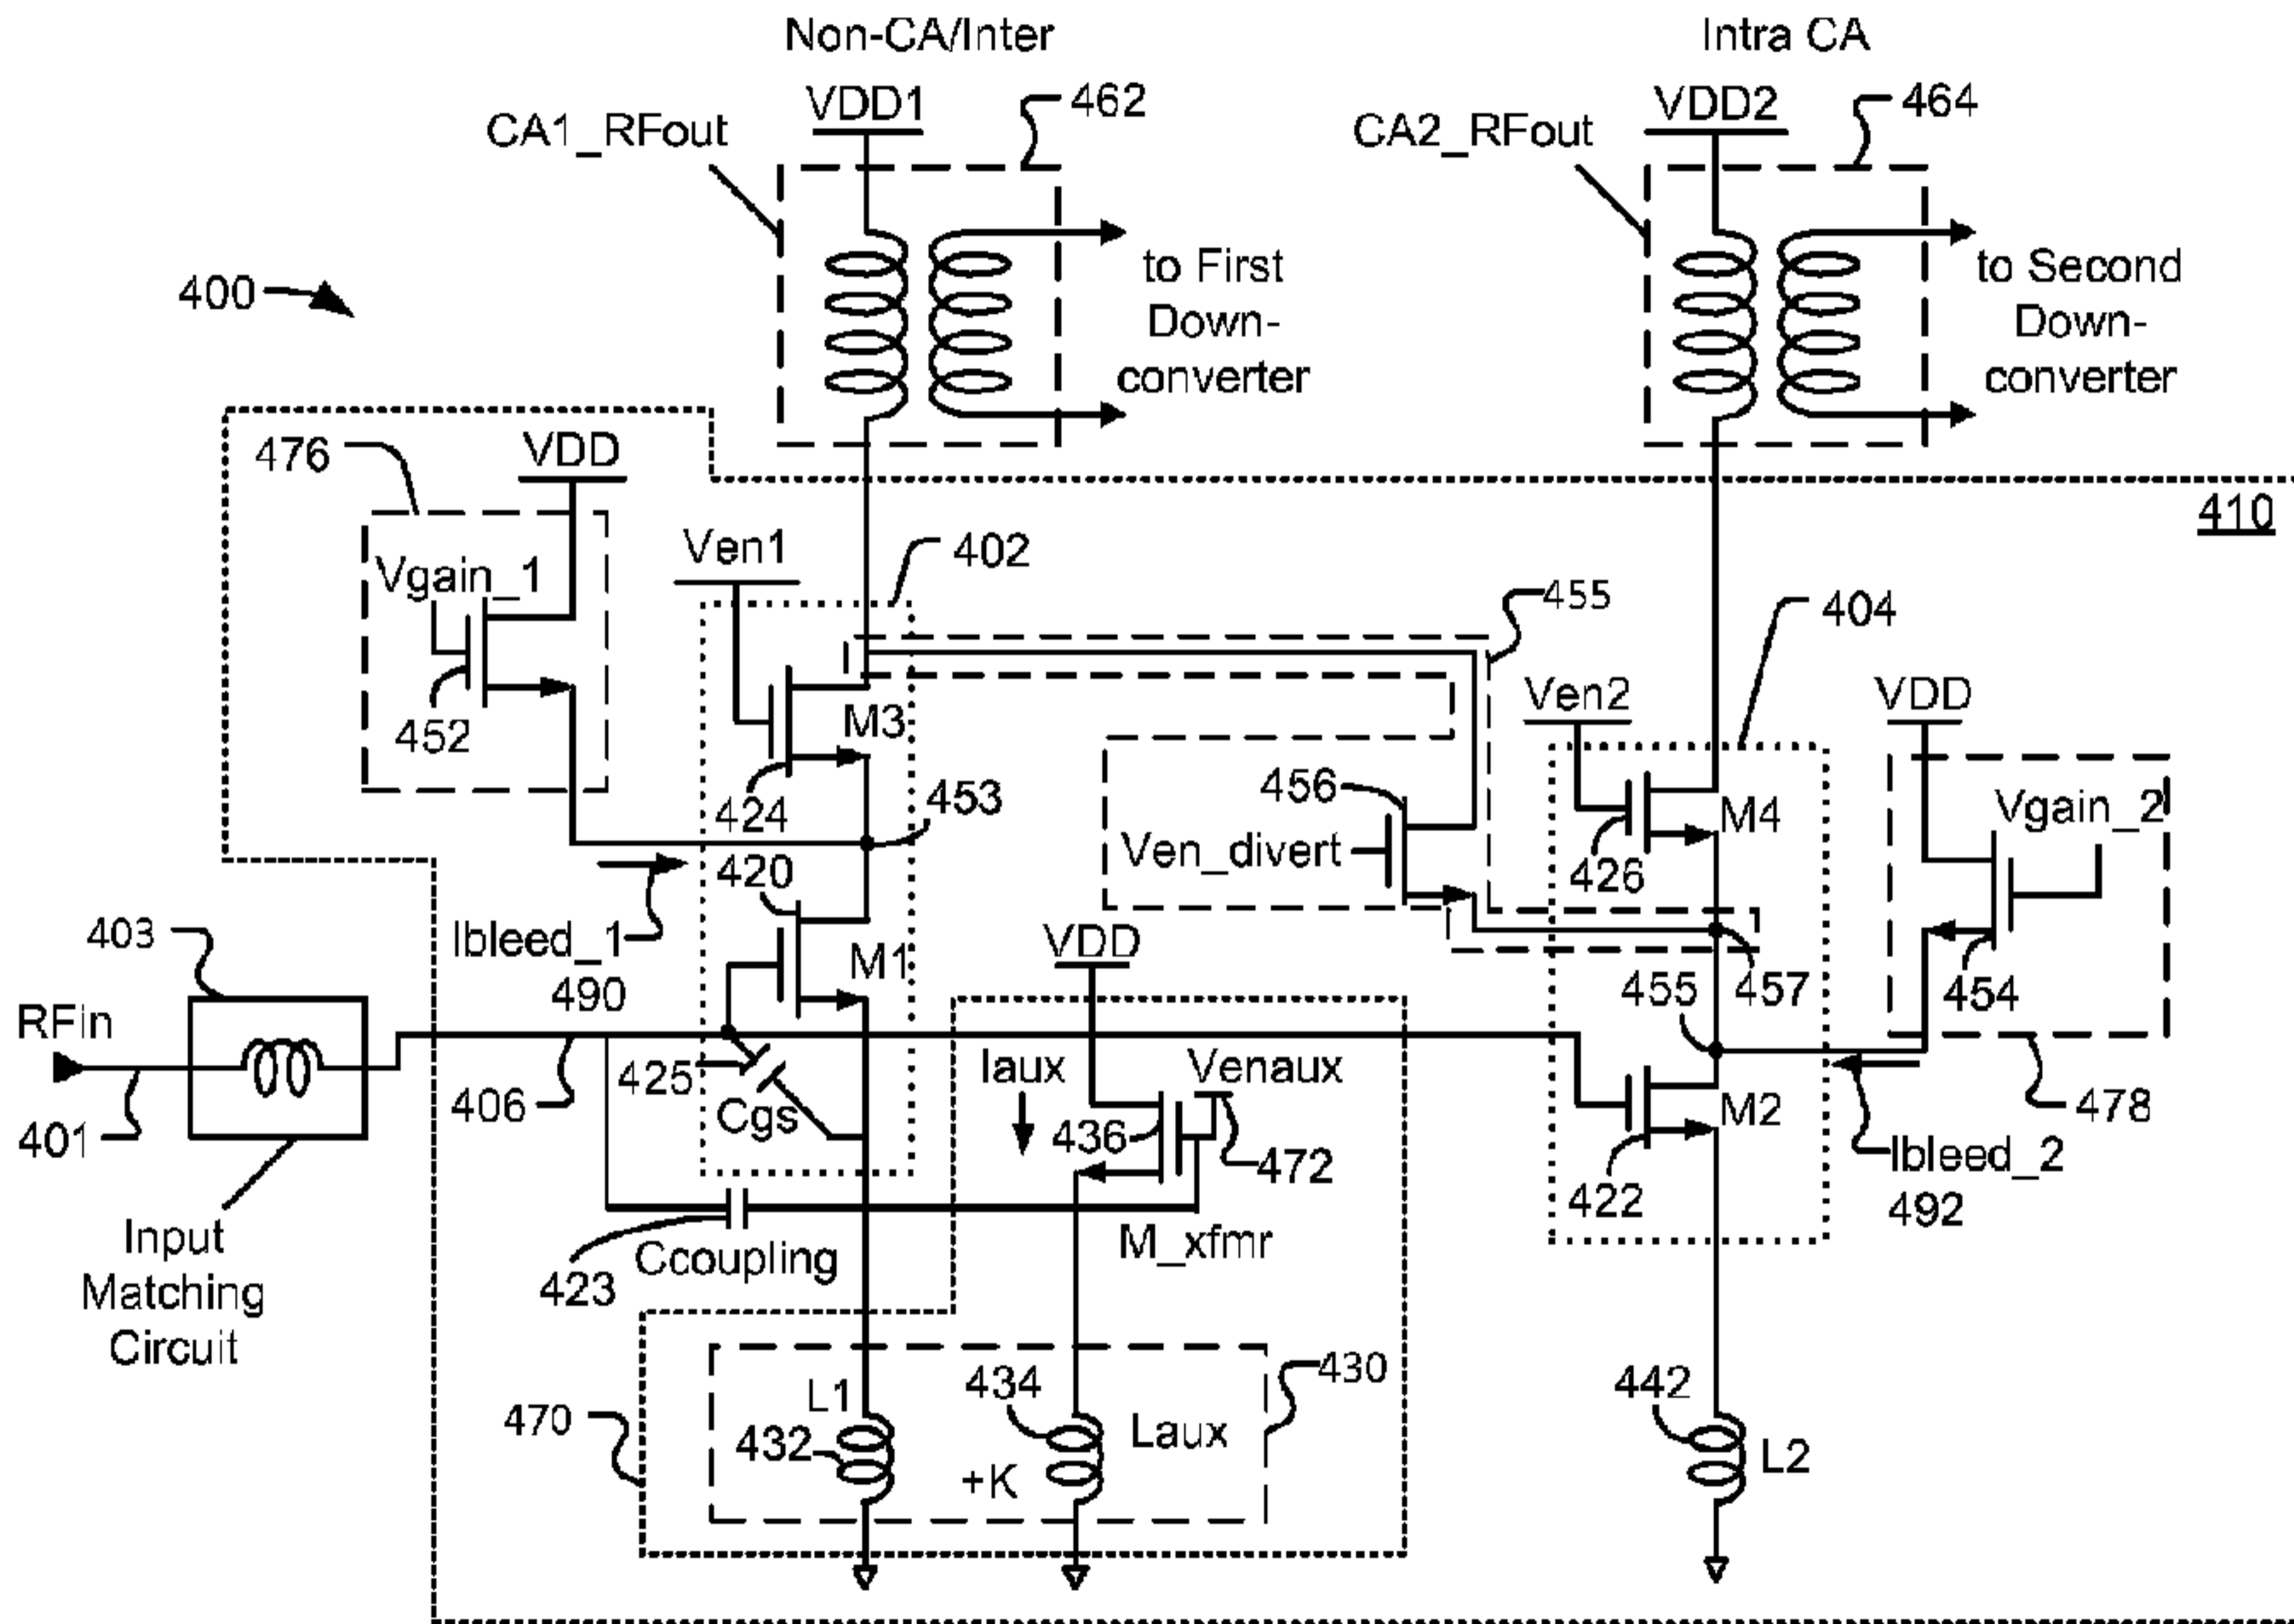 Non-CA/Inter
Intra CA
VDD1
462
VDD2
464
CA1_RFout
CA2_RFout
400
to First
Down-
converter
to Second
Down-
converter
476
VDD
410
Ven1
402
Vgain_1
455
404
452
M3
Ven2
VDD
424
453
456
M4
Vgain_2
Ven_divert
426
420
403
Ibleed_1
490
M1
VDD
455
457
454
RFin
425
Iaux
Venaux
401
406
Cgs
436
472
M2
478
422
Ibleed_2
492
Input
Matching
Circuit
423
Ccoupling
M_xfmr
L1
434
430
442
470
432
Laux
L2
+K